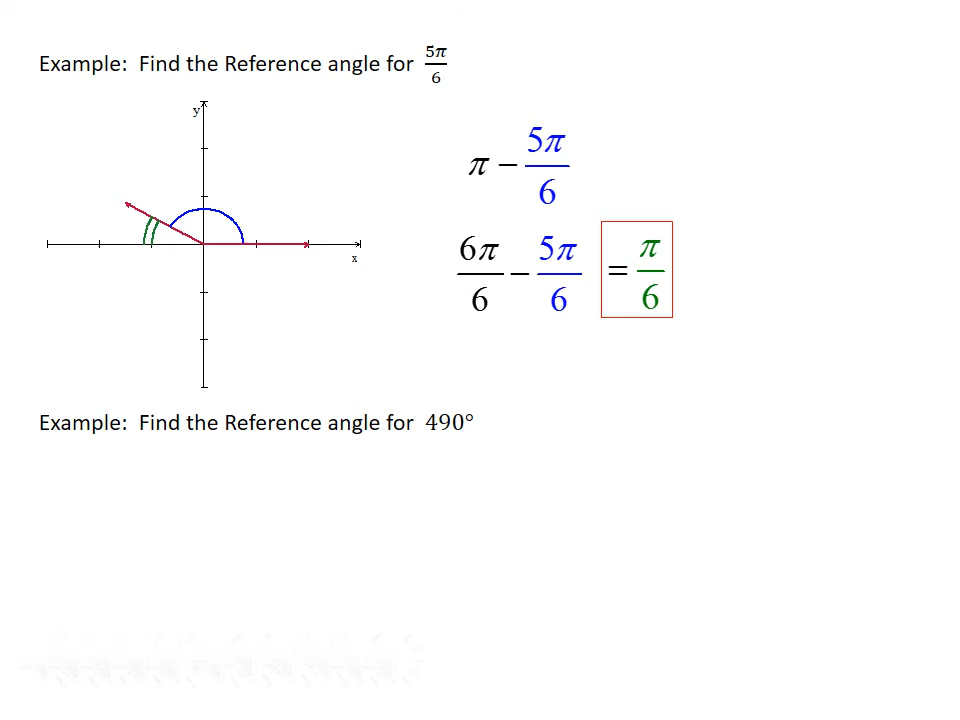 Example: Find the Reference angle for 5π/6
y
x
π − 5π/6
6π/6 − 5π/6 = π/6
Example: Find the Reference angle for 490°